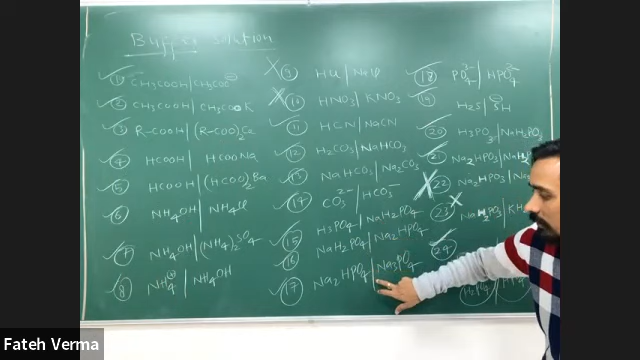 Buffer solution
✓ 1 CH3COOH | CH3COO⊖
✓ 2 CH3COOH | CH3COOK
✓ 3 R-COOH | (R-COO)2Ca
✓ 4 HCOOH | HCOONa
✓ 5 HCOOH | (HCOO)2Ba
✓ 6 NH4OH | NH4Cl
✓ 7 NH4OH | (NH4)2SO4
✓ 8 NH4⊕ | NH4OH
X 9 HCl | NaCl
X 10 HNO3 | KNO3
✓ 11 HCN | NaCN
✓ 12 H2CO3 | NaHCO3
✓ 13 NaHCO3 | Na2CO3
✓ 14 CO3 2- | HCO3-
✓ 15 H3PO4 | NaH2PO4
✓ 16 NaH2PO4 | Na2HPO4
✓ 17 Na2HPO4 | Na3PO4
✓ 18 PO4 3- | HPO4 2-
✓ 19 H2S | SH⊖
✓ 20 H3PO3 | NaH2PO3
✓ 21 Na2HPO3 | NaH2
X 22 Na2HPO3 | Na
23 X NaH2PO3 | KH
✓ 24
Fateh Verma